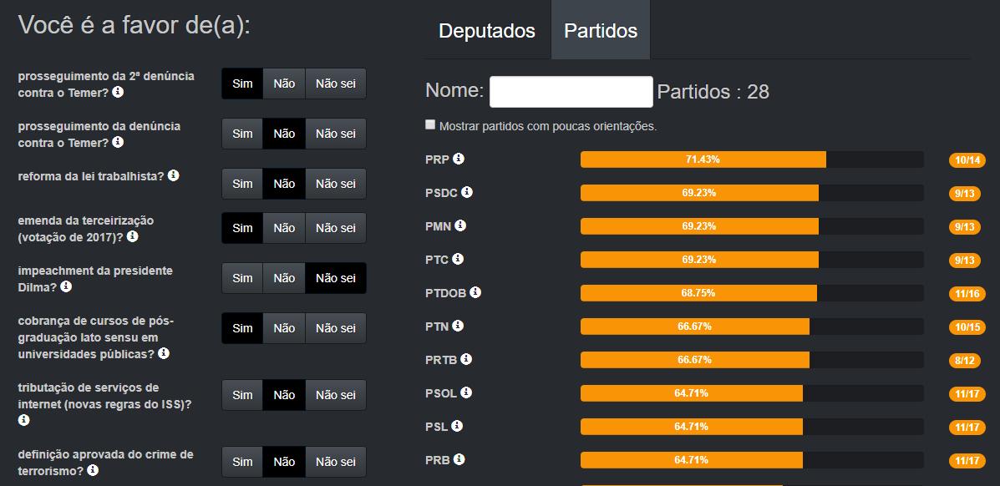 Você é a favor de(a):
prosseguimento da 2ª denúncia
contra o Temer?
Sim Não Não sei
prosseguimento da denúncia
contra o Temer?
Sim Não Não sei
reforma da lei trabalhista?
Sim Não Não sei
emenda da terceirização
(votação de 2017)?
Sim Não Não sei
impeachment da presidente
Dilma?
Sim Não Não sei
cobrança de cursos de pós-
graduação lato sensu em
universidades públicas?
Sim Não Não sei
tributação de serviços de
internet (novas regras do ISS)?
Sim Não Não sei
definição aprovada do crime de
terrorismo?
Sim Não Não sei
Deputados Partidos
Nome: Partidos : 28
Mostrar partidos com poucas orientações.
PRP 71.43% 10/14
PSDC 69.23% 9/13
PMN 69.23% 9/13
PTC 69.23% 9/13
PTDOB 68.75% 11/16
PTN 66.67% 10/15
PRTB 66.67% 8/12
PSOL 64.71% 11/17
PSL 64.71% 11/17
PRB 64.71% 11/17